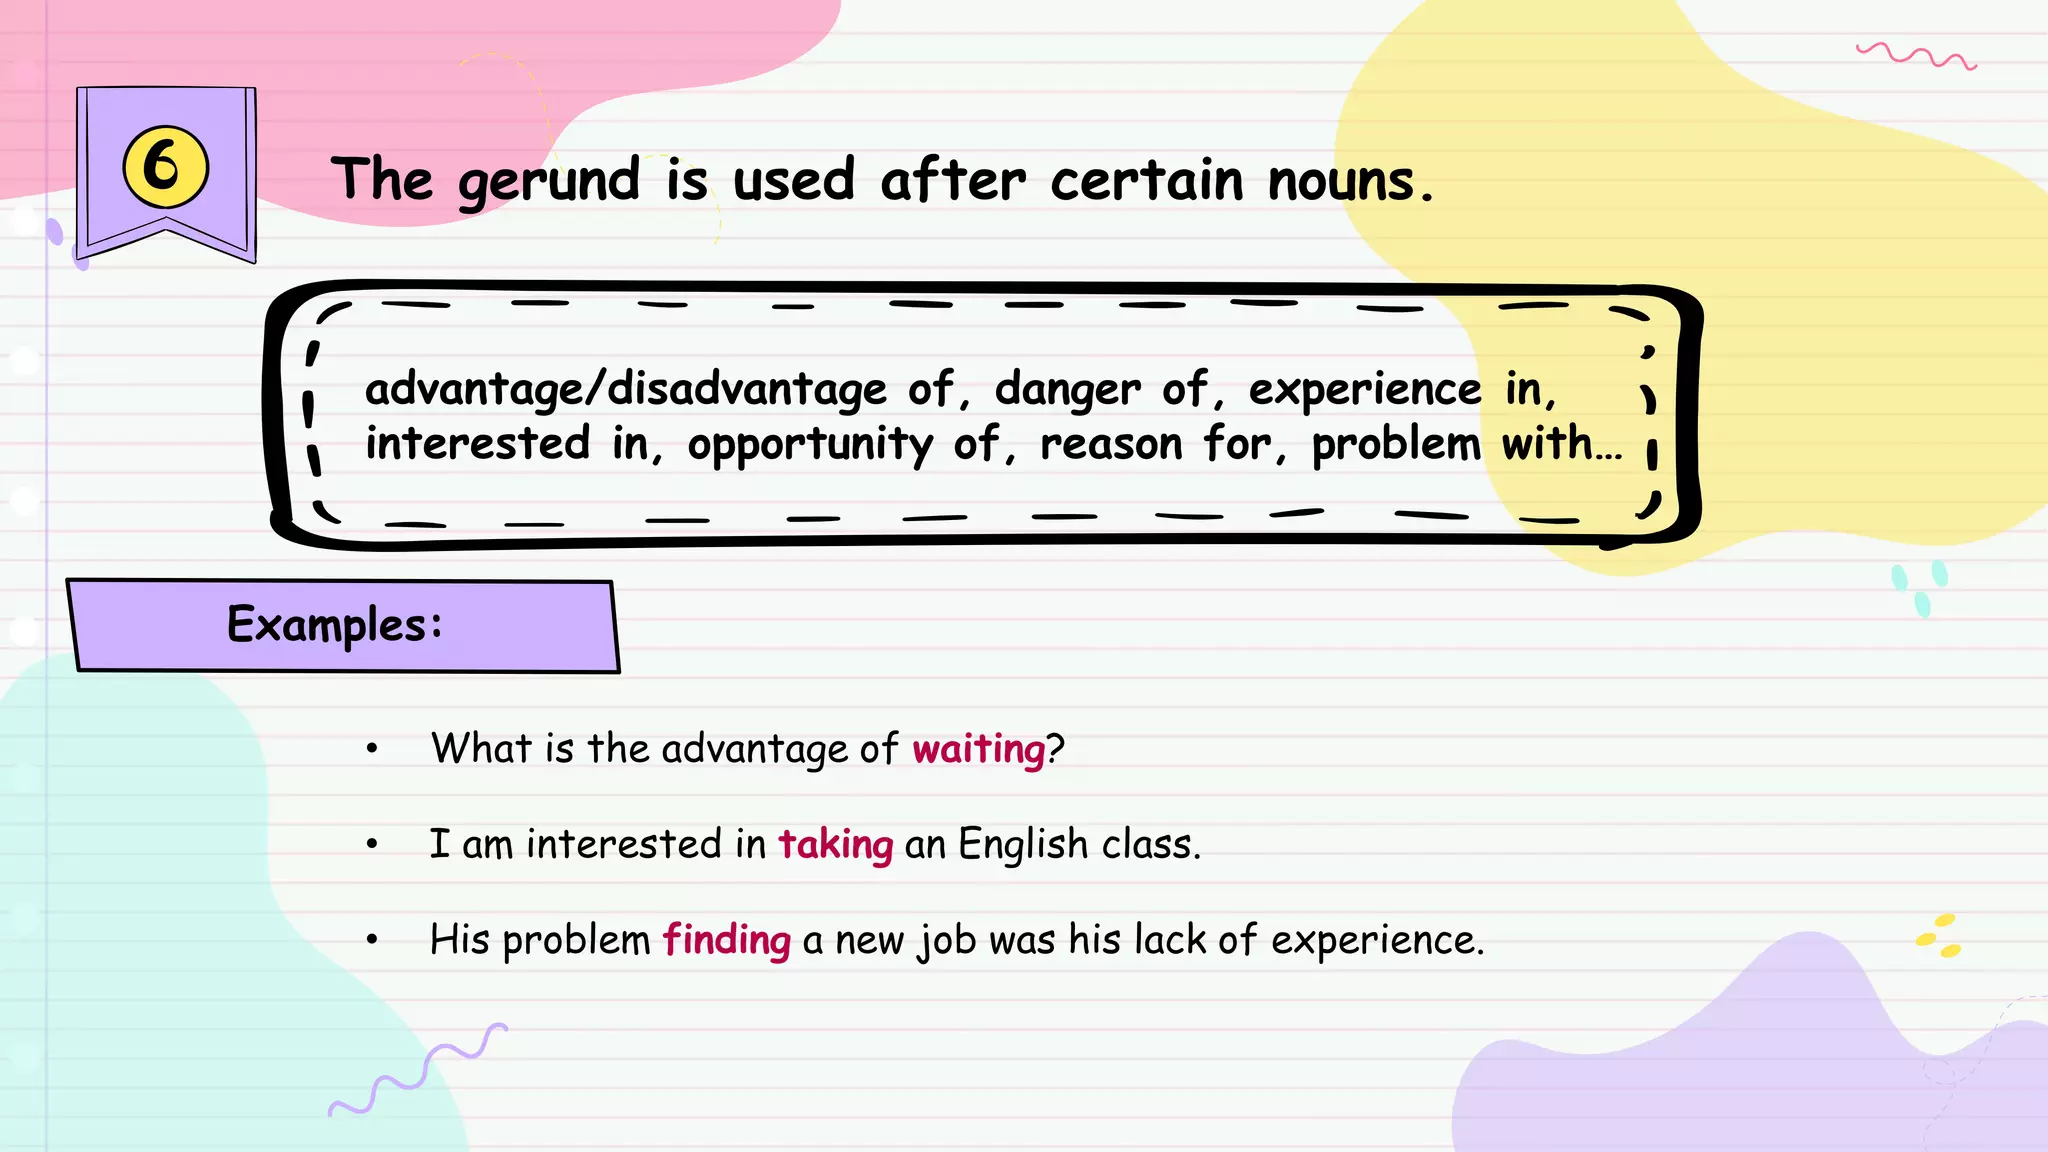 6
The gerund is used after certain nouns.
advantage/disadvantage of, danger of, experience in,
interested in, opportunity of, reason for, problem with…
Examples:
• What is the advantage of waiting?
• I am interested in taking an English class.
• His problem finding a new job was his lack of experience.